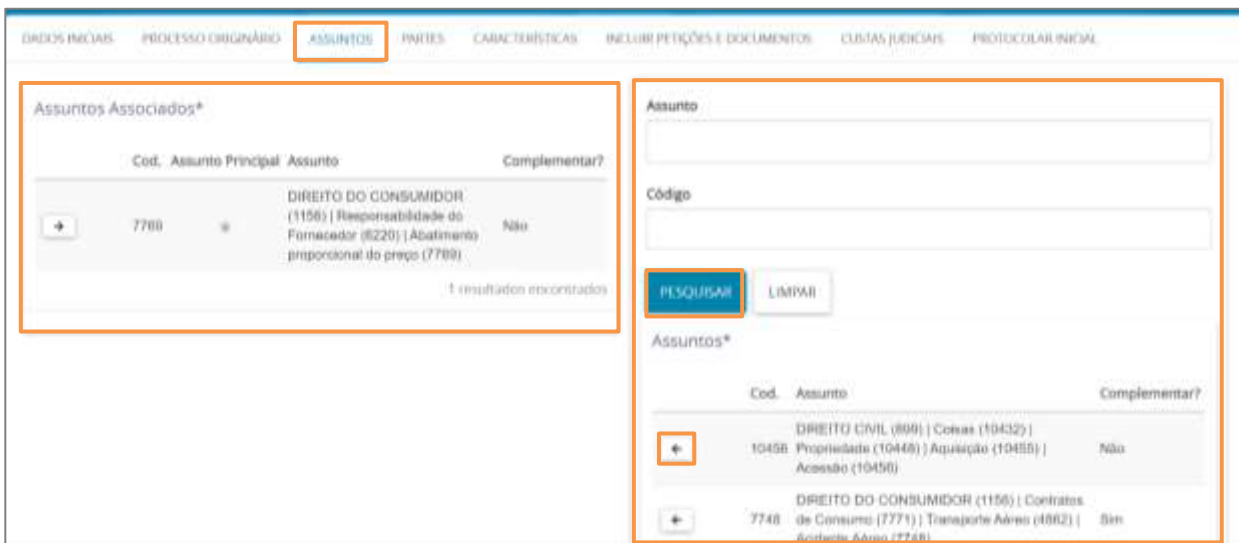 DADOS INICIAIS PROCESSO ORIGINÁRIO ASSUNTOS PARTES CARACTERÍSTICAS INCLUIR PETIÇÕES E DOCUMENTOS CUSTAS JUDICIAIS PROTOCOLAR INICIAL
Assuntos Associados*
Cod. Assunto Principal Assunto Complementar?
DIREITO DO CONSUMIDOR
(1156) | Responsabilidade do
7769 Fornecedor (6220) | Abatimento Não
proporcional do preço (7769)
1 resultados encontrados
Assunto
Código
PESQUISAR LIMPAR
Assuntos*
Cod. Assunto Complementar?
DIREITO CIVIL (899) | Coisas (10432) |
10456 Propriedade (10448) | Aquisição (10455) | Não
Acessão (10456)
DIREITO DO CONSUMIDOR (1156) | Contratos
7748 de Consumo (7771) | Transporte Aéreo (4862) | Sim
Acidente Aéreo (7748)